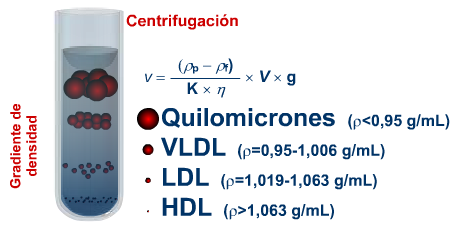 Centrifugación
Gradiente de
densidad
v = (ρp − ρf) / K × η × V × g
Quilomicrones (ρ<0,95 g/mL)
VLDL (ρ=0,95-1,006 g/mL)
LDL (ρ=1,019-1,063 g/mL)
HDL (ρ>1,063 g/mL)